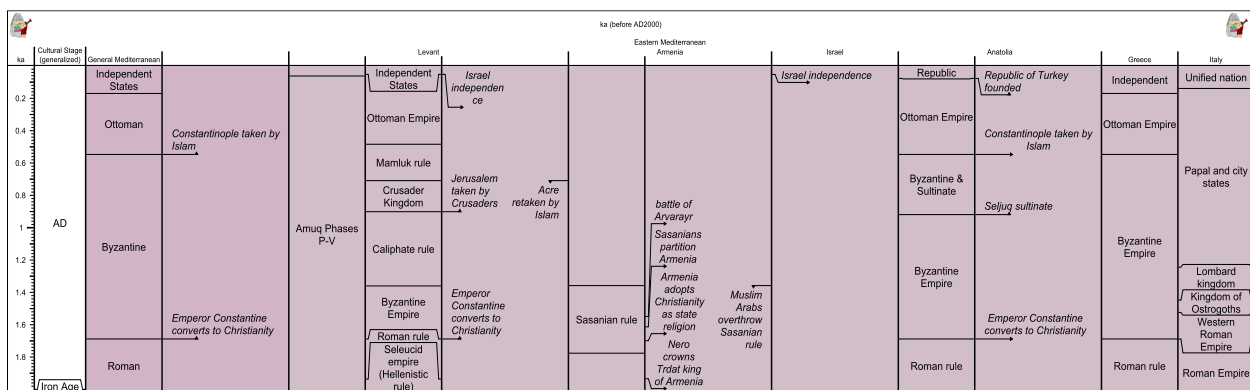 ka (before AD2000)
Eastern Mediterranean
ka
Cultural Stage
(generalized)
General Mediterranean
Levant
Armenia
Israel
Anatolia
Greece
Italy
0.2
0.4
0.6
0.8
1
1.2
1.4
1.6
1.8
AD
Iron Age
Independent
States
Ottoman
Byzantine
Roman
Constantinople taken by
Islam
Emperor Constantine
converts to Christianity
Amuq Phases
P-V
Independent
States
Ottoman Empire
Mamluk rule
Crusader
Kingdom
Caliphate rule
Byzantine
Empire
Roman rule
Seleucid
empire
(Hellenistic
rule)
Israel
independen
ce
Jerusalem
taken by
Crusaders
Emperor
Constantine
converts to
Christianity
Acre
retaken by
Islam
Sasanian rule
battle of
Arvarayr
Sasanians
partition
Armenia
Armenia
adopts
Christianity
as state
religion
Nero
crowns
Trdat king
of Armenia
Muslim
Arabs
overthrow
Sasanian
rule
Israel independence
Republic
Ottoman Empire
Byzantine &
Sultinate
Byzantine
Empire
Roman rule
Republic of Turkey
founded
Constantinople taken by
Islam
Seljuq sultinate
Emperor Constantine
converts to Christianity
Independent
Ottoman Empire
Byzantine
Empire
Roman rule
Unified nation
Papal and city
states
Lombard
kingdom
Kingdom of
Ostrogoths
Western
Roman
Empire
Roman Empire